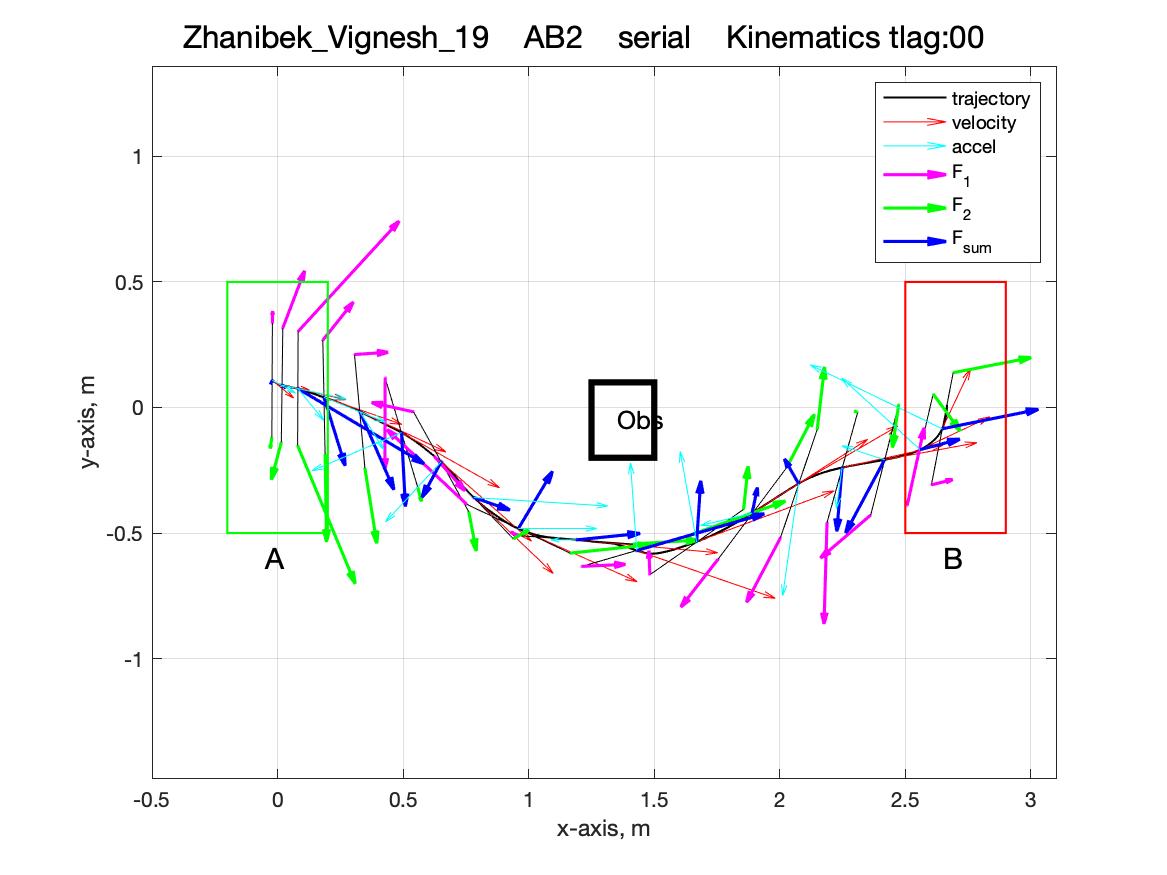 Zhanibek_Vignesh_19 AB2 serial Kinematics tlag:00
trajectory
velocity
accel
F1
F2
Fsum
1
0.5
0
-0.5
-1
y-axis, m
Obs
A
B
-0.5 0 0.5 1 1.5 2 2.5 3
x-axis, m